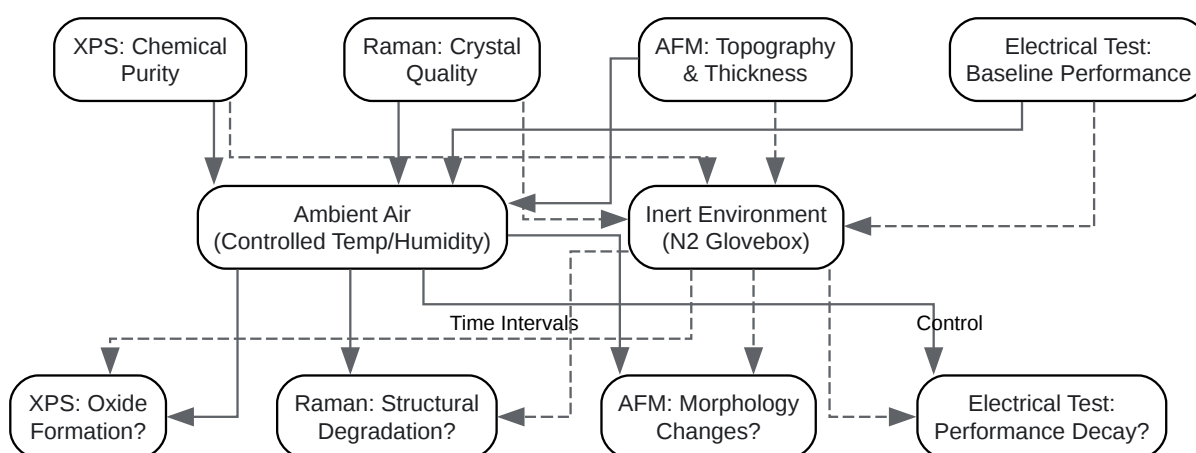 XPS: Chemical
Purity
Raman: Crystal
Quality
AFM: Topography
& Thickness
Electrical Test:
Baseline Performance
Ambient Air
(Controlled Temp/Humidity)
Inert Environment
(N2 Glovebox)
Time Intervals
Control
XPS: Oxide
Formation?
Raman: Structural
Degradation?
AFM: Morphology
Changes?
Electrical Test:
Performance Decay?